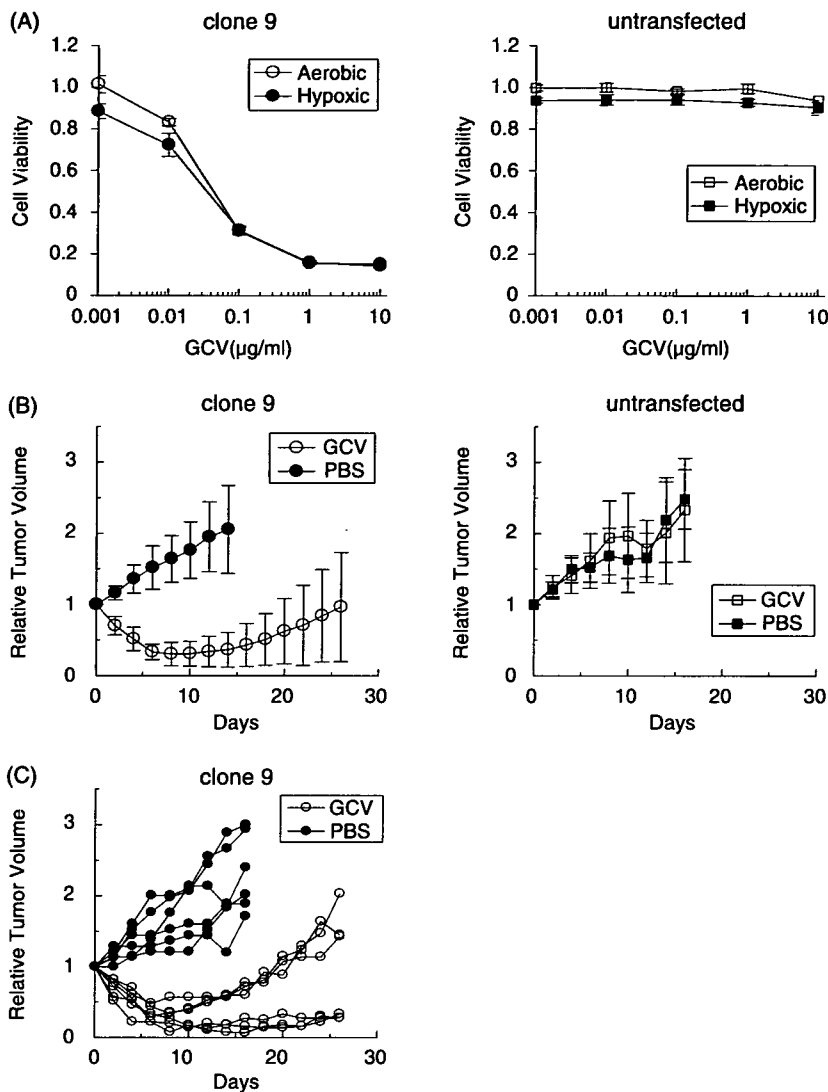 (A)
clone 9
1.2
1.0
0.8
0.6
0.4
0.2
0
Cell Viability
Aerobic
Hypoxic
0.001 0.01 0.1 1 10
GCV(µg/ml)
untransfected
1.2
1.0
0.8
0.6
0.4
0.2
0
Cell Viability
Aerobic
Hypoxic
0.001 0.01 0.1 1 10
GCV(µg/ml)
(B)
clone 9
3
2
1
0
Relative Tumor Volume
GCV
PBS
0 10 20 30
Days
untransfected
3
2
1
0
Relative Tumor Volume
GCV
PBS
0 10 20 30
Days
(C)
clone 9
3
2
1
0
Relative Tumor Volume
GCV
PBS
0 10 20 30
Days